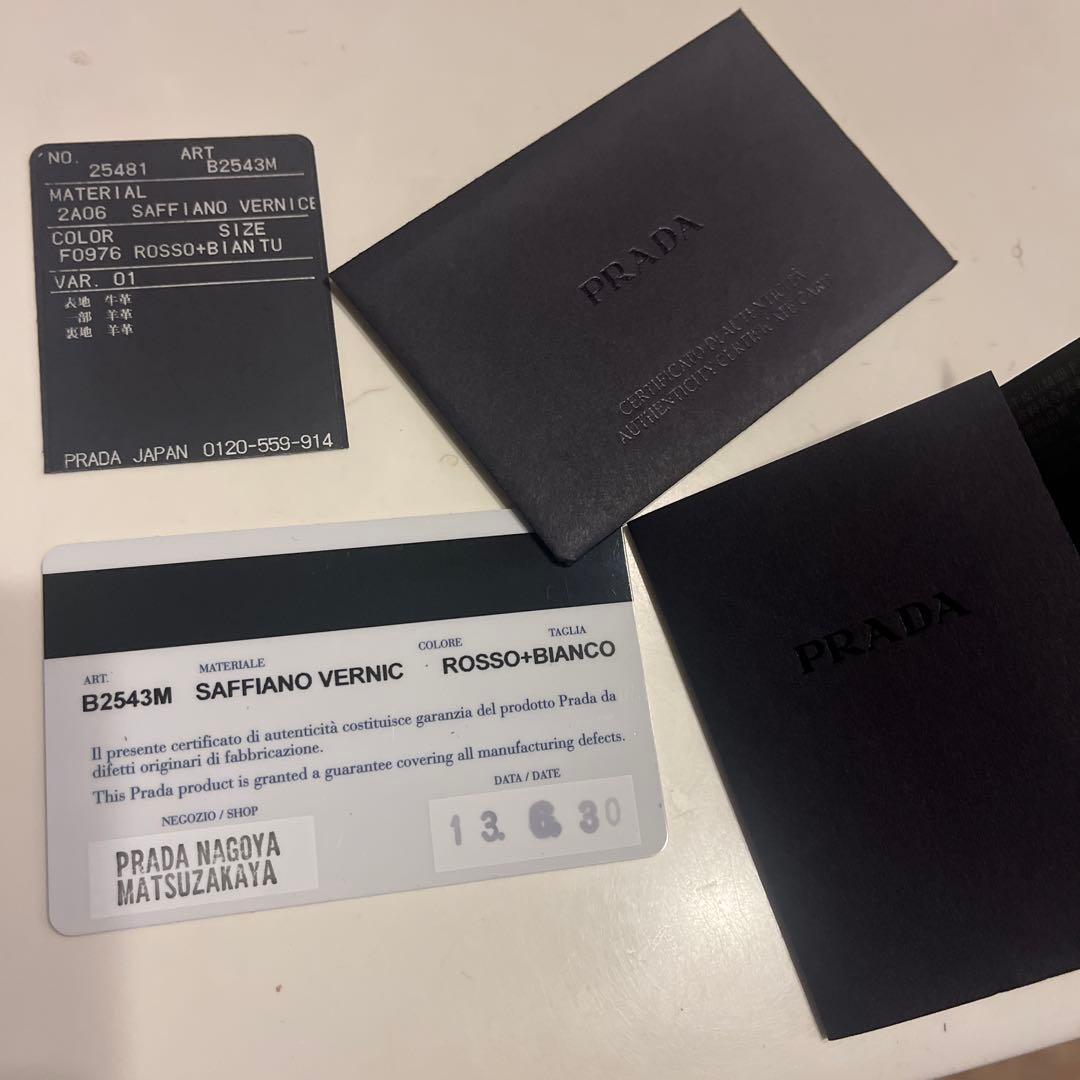 NO. ART
25481 B2543M
MATERIAL
2A06 SAFFIANO VERNICE
COLOR SIZE
F0976 ROSSO+BIANTU
VAR. 01
表地 牛革
一部 羊革
裏地 羊革
PRADA JAPAN 0120-559-914
PRADA
CERTIFICATO DI AUTENTICITÀ
AUTHENTICITY CERTIFICATE CARD
PRADA
ART. MATERIALE COLORE TAGLIA
B2543M SAFFIANO VERNIC ROSSO+BIANCO
Il presente certificato di autenticità costituisce garanzia del prodotto Prada da
difetti originari di fabbricazione.
This Prada product is granted a guarantee covering all manufacturing defects.
NEGOZIO / SHOP DATA / DATE
PRADA NAGOYA
MATSUZAKAYA
13. 6. 30